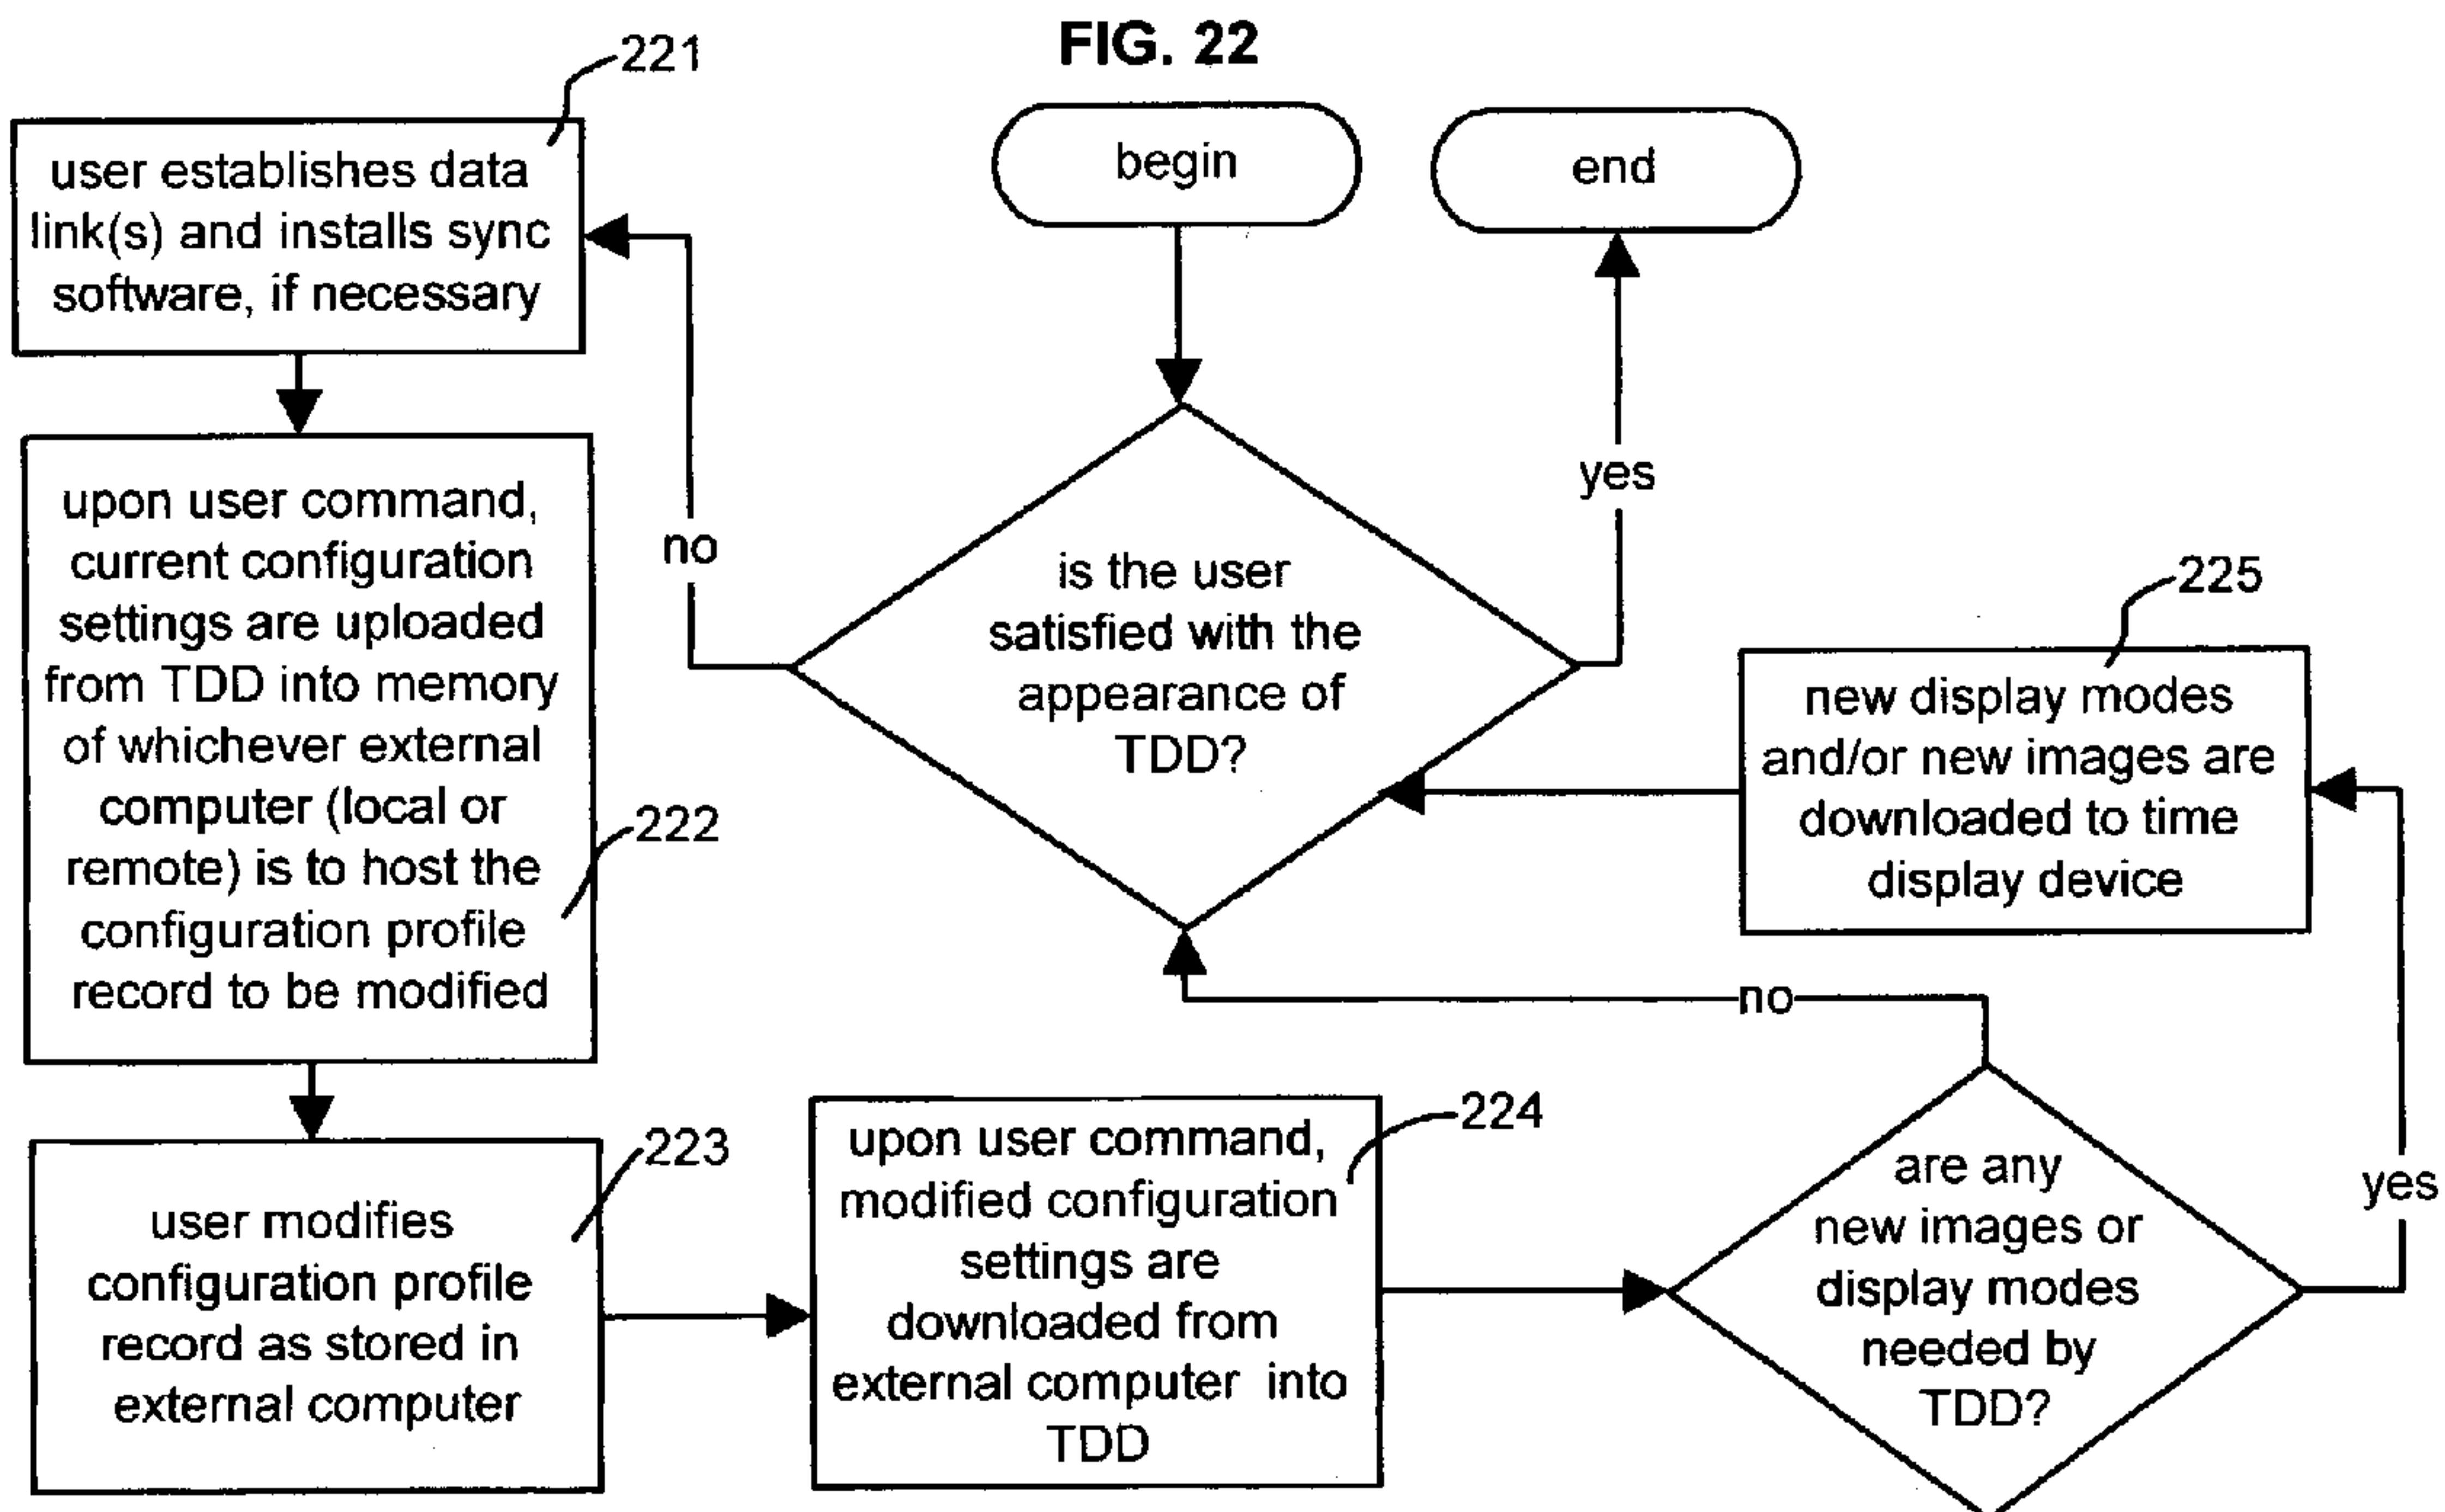 FIG. 22
begin
end
221
user establishes data
link(s) and installs sync
software, if necessary
upon user command,
current configuration
settings are uploaded
from TDD into memory
of whichever external
computer (local or
remote) is to host the
configuration profile
record to be modified
222
no
is the user
satisfied with the
appearance of
TDD?
yes
225
new display modes
and/or new images are
downloaded to time
display device
no
user modifies
configuration profile
record as stored in
external computer
223
upon user command,
modified configuration
settings are
downloaded from
external computer into
TDD
224
are any
new images or
display modes
needed by
TDD?
yes